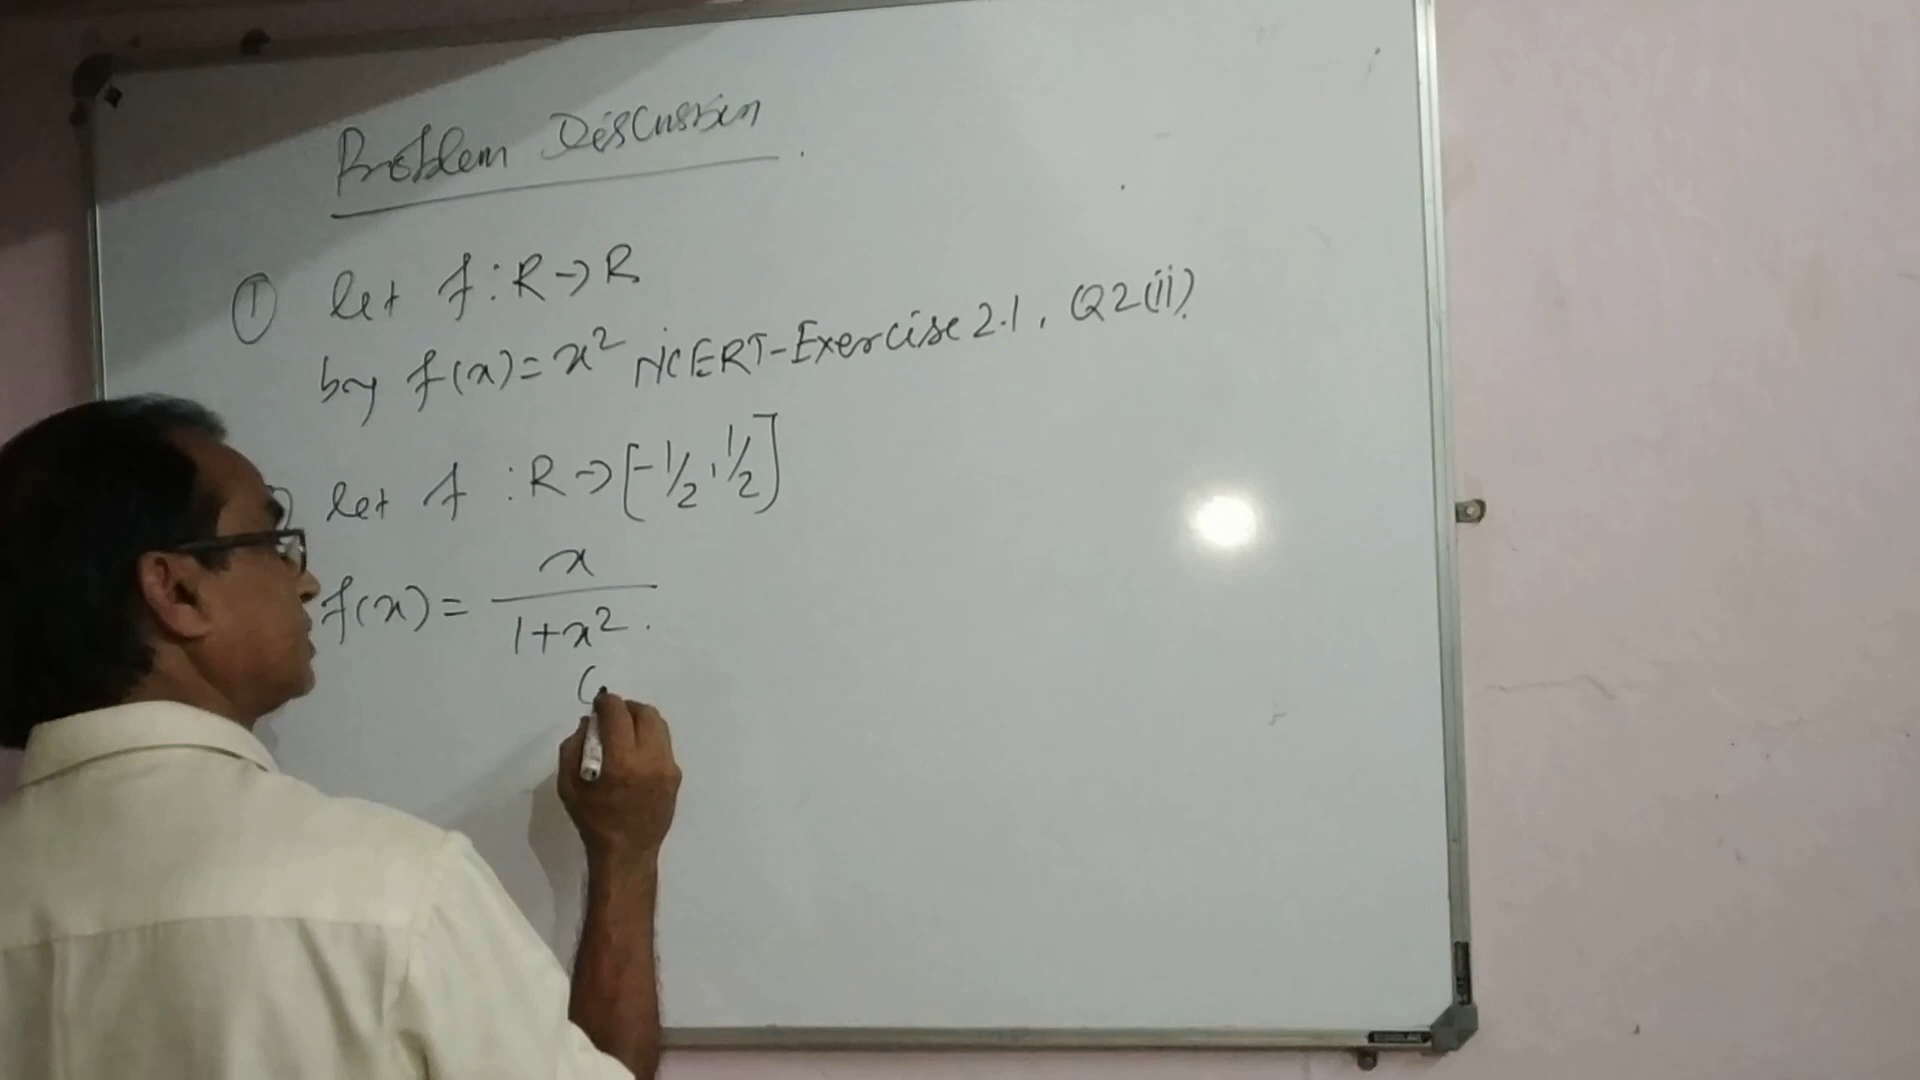 Problem Discussion.
① let f : R → R
by f(x) = x² NCERT-Exercise 2.1, Q2(ii).
let f : R → [-1/2, 1/2]
f(x) = x / 1+x².
(